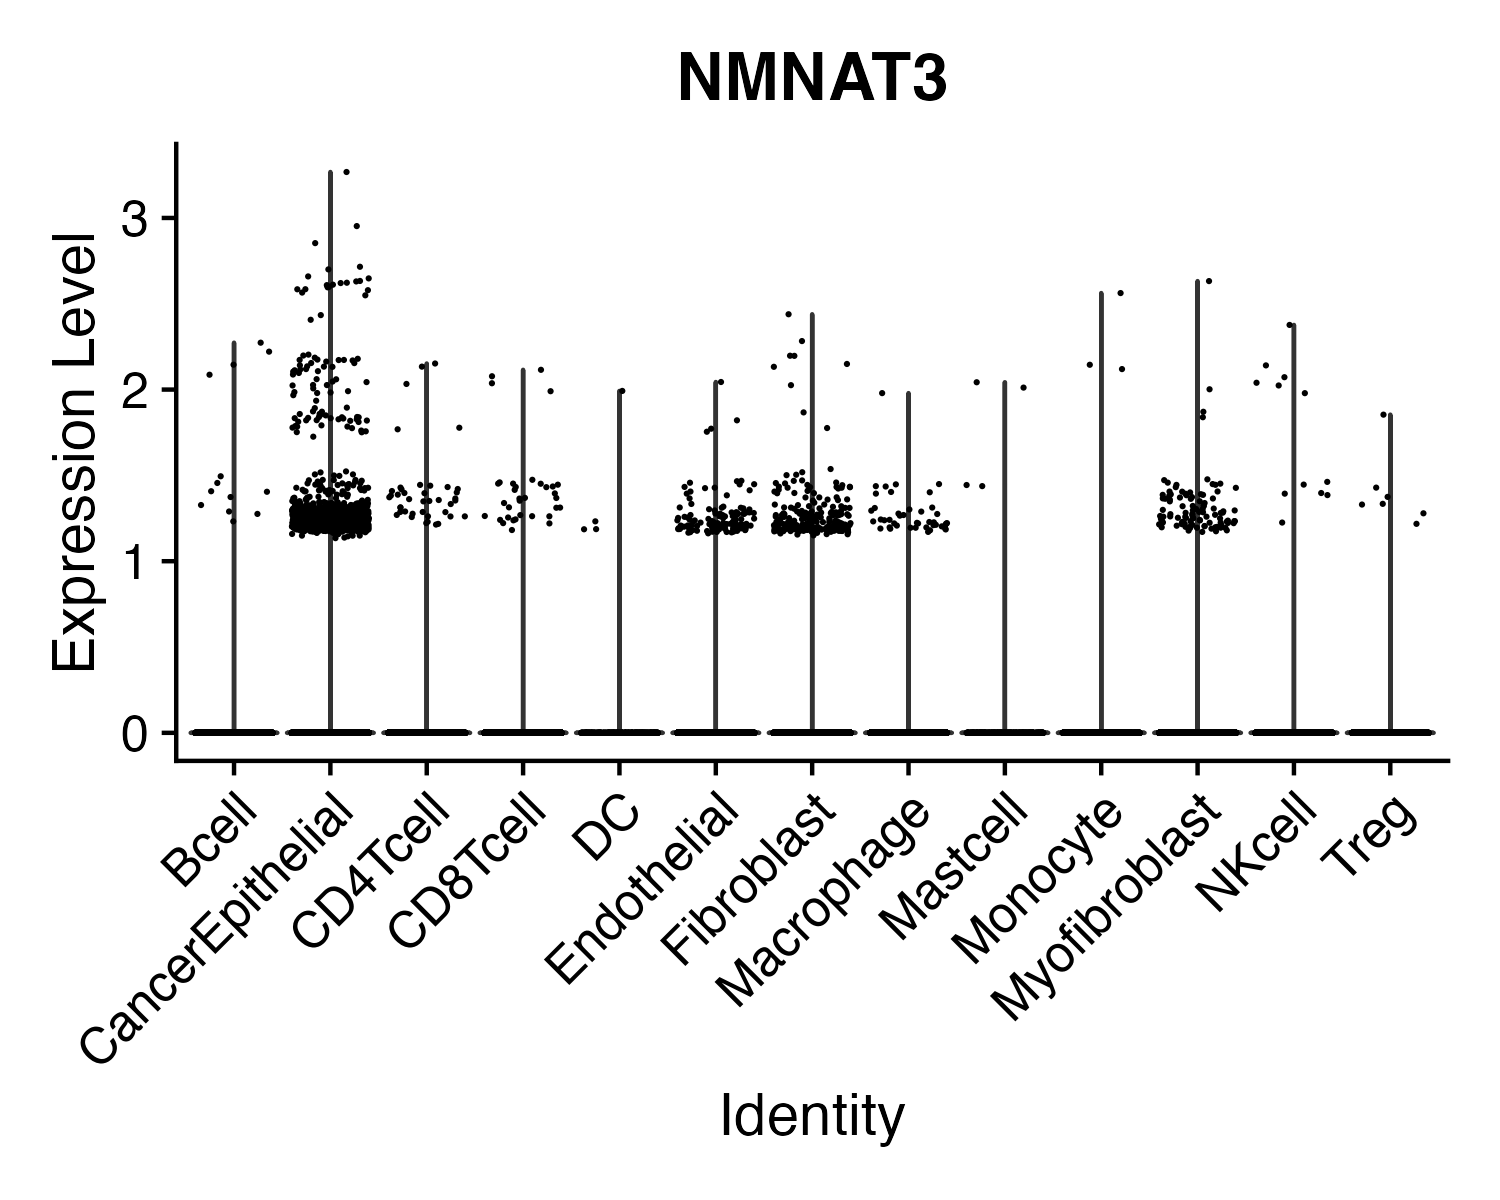 NMNAT3
Expression Level
3
2
1
0
Bcell
CancerEpithelial
CD4Tcell
CD8Tcell
DC
Endothelial
Fibroblast
Macrophage
Mastcell
Monocyte
Myofibroblast
NKcell
Treg
Identity